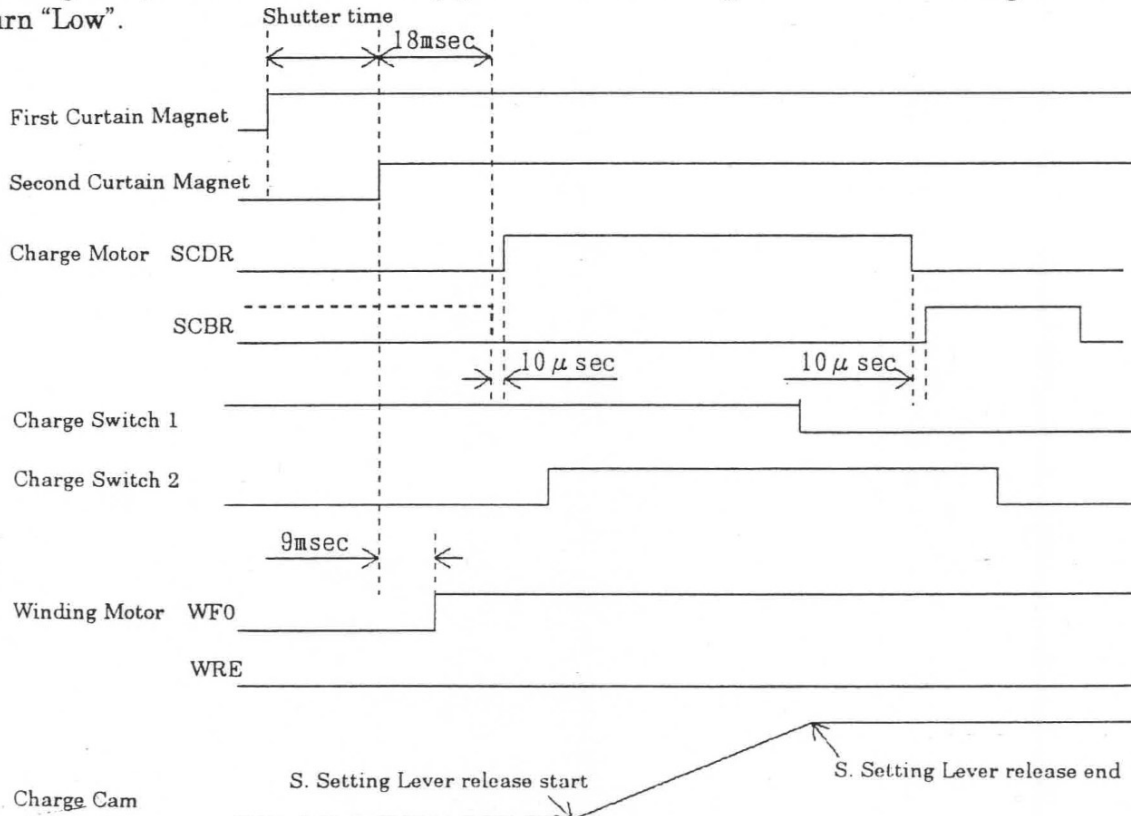 urn “Low”.
Shutter time
18msec
First Curtain Magnet
Second Curtain Magnet
Charge Motor SCDR
SCBR
10 μ sec 10 μ sec
Charge Switch 1
Charge Switch 2
9msec
Winding Motor WF0
WRE
S. Setting Lever release start
S. Setting Lever release end
Charge Cam